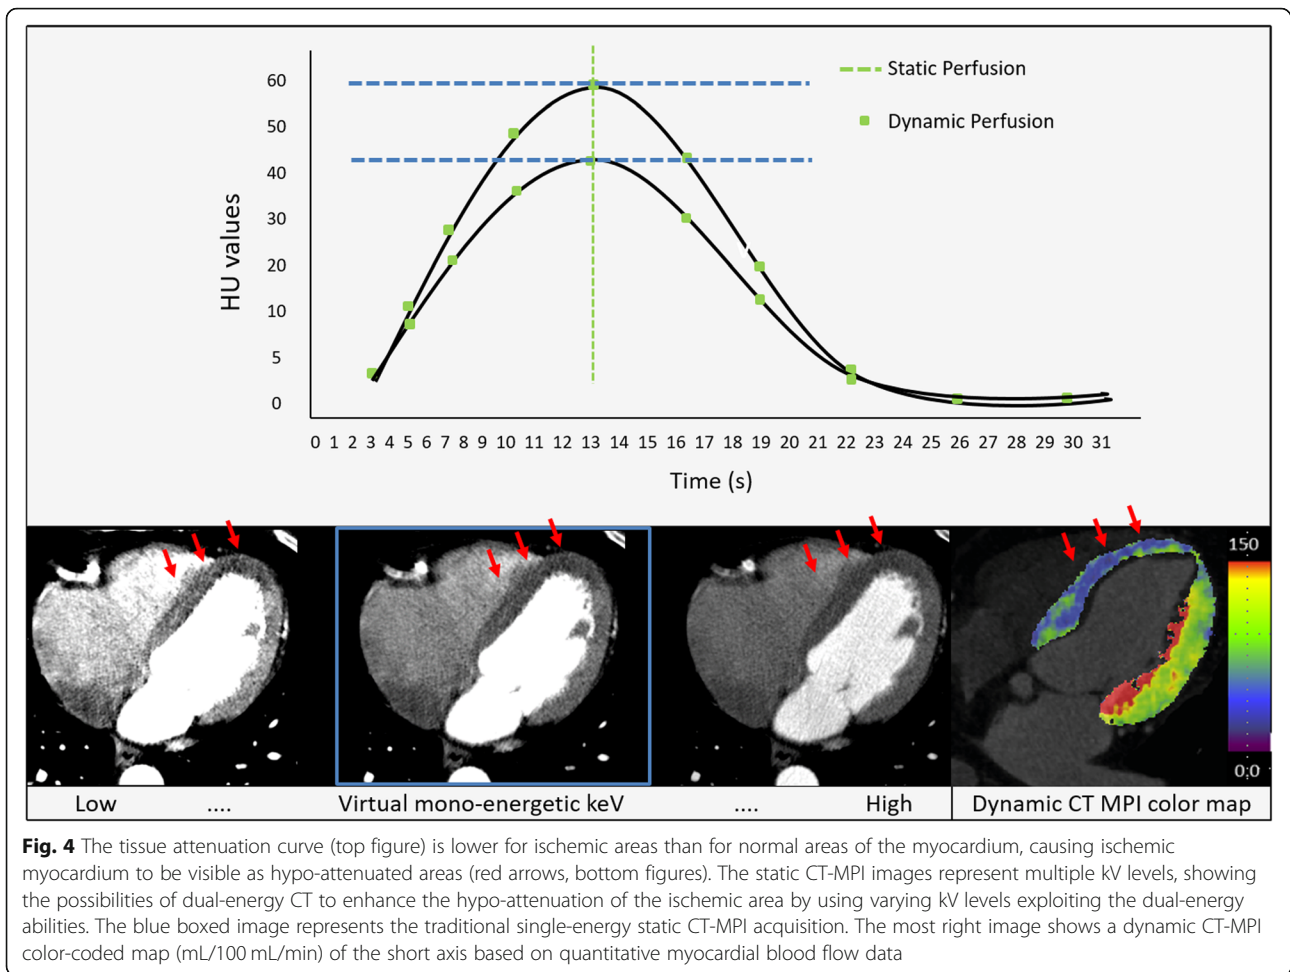 60
50
40
30
20
10
5
0
HU values
Static Perfusion
Dynamic Perfusion
0 1 2 3 5 6 7 8 9 10 11 12 13 14 15 16 17 18 19 20 21 22 23 24 25 26 27 28 29 30 31
Time (s)
150
0,0
Low .... Virtual mono-energetic keV .... High Dynamic CT MPI color map
Fig. 4 The tissue attenuation curve (top figure) is lower for ischemic areas than for normal areas of the myocardium, causing ischemic
myocardium to be visible as hypo-attenuated areas (red arrows, bottom figures). The static CT-MPI images represent multiple kV levels, showing
the possibilities of dual-energy CT to enhance the hypo-attenuation of the ischemic area by using varying kV levels exploiting the dual-energy
abilities. The blue boxed image represents the traditional single-energy static CT-MPI acquisition. The most right image shows a dynamic CT-MPI
color-coded map (mL/100 mL/min) of the short axis based on quantitative myocardial blood flow data